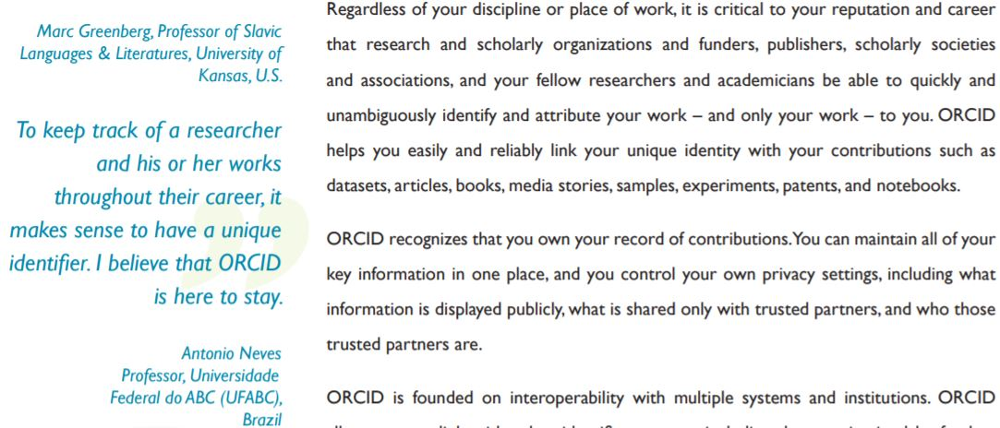 Marc Greenberg, Professor of Slavic
Languages & Literatures, University of
Kansas, U.S.
To keep track of a researcher
and his or her works
throughout their career, it
makes sense to have a unique
identifier. I believe that ORCID
is here to stay.
Antonio Neves
Professor, Universidade
Federal do ABC (UFABC),
Brazil
Regardless of your discipline or place of work, it is critical to your reputation and career
that research and scholarly organizations and funders, publishers, scholarly societies
and associations, and your fellow researchers and academicians be able to quickly and
unambiguously identify and attribute your work – and only your work – to you. ORCID
helps you easily and reliably link your unique identity with your contributions such as
datasets, articles, books, media stories, samples, experiments, patents, and notebooks.
ORCID recognizes that you own your record of contributions.You can maintain all of your
key information in one place, and you control your own privacy settings, including what
information is displayed publicly, what is shared only with trusted partners, and who those
trusted partners are.
ORCID is founded on interoperability with multiple systems and institutions. ORCID